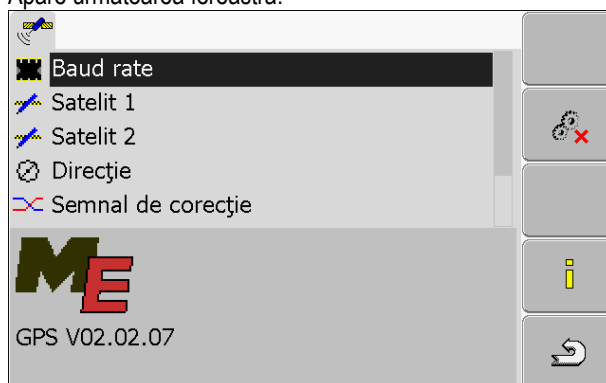 Apare următoarea fereastră:
Baud rate
Satelit 1
Satelit 2
Direcţie
Semnal de corecţie
ME
GPS V02.02.07
i